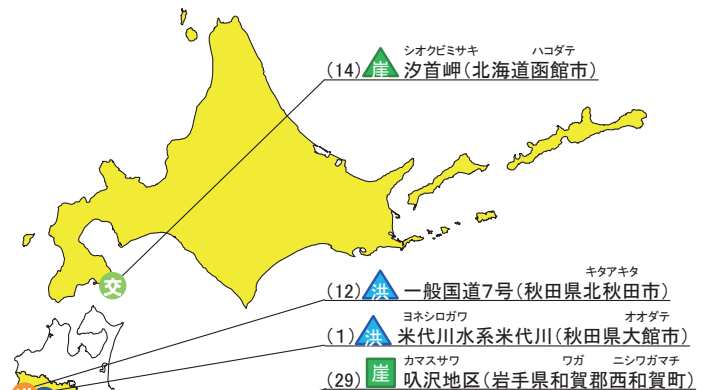 シオクビミサキ ハコダテ
(14) 崖 汐首岬(北海道函館市)
交
キタアキタ
(12) 洪 一般国道7号(秋田県北秋田市)
ヨネシロガワ オオダテ
(1) 洪 米代川水系米代川(秋田県大館市)
カマスサワ ワガ ニシワガマチ
(29) 崖 叺沢地区(岩手県和賀郡西和賀町)